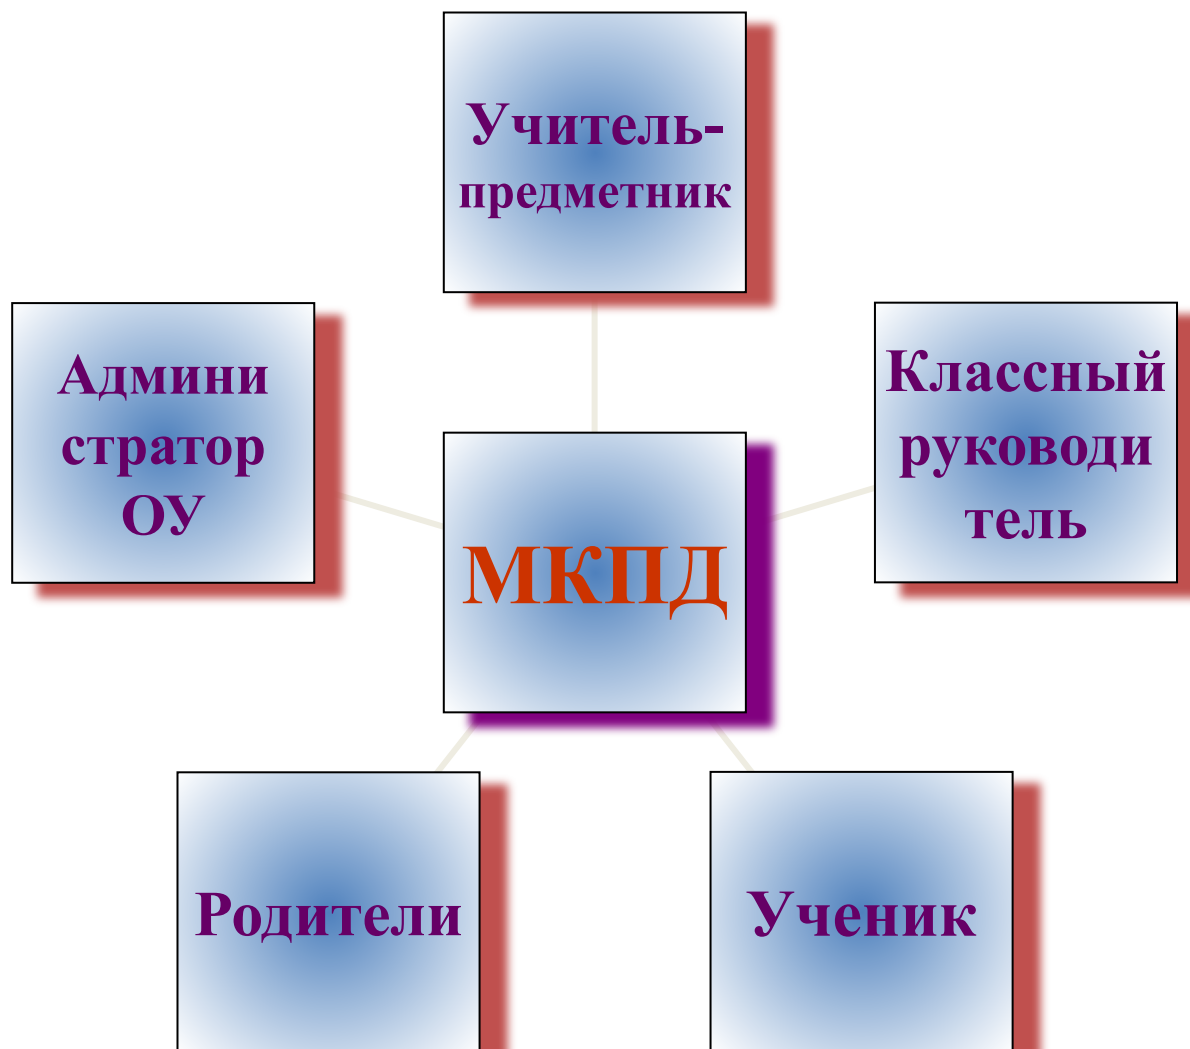 Учитель-
предметник
Админи
стратор
ОУ
Классный
руководи
тель
МКПД
Родители
Ученик